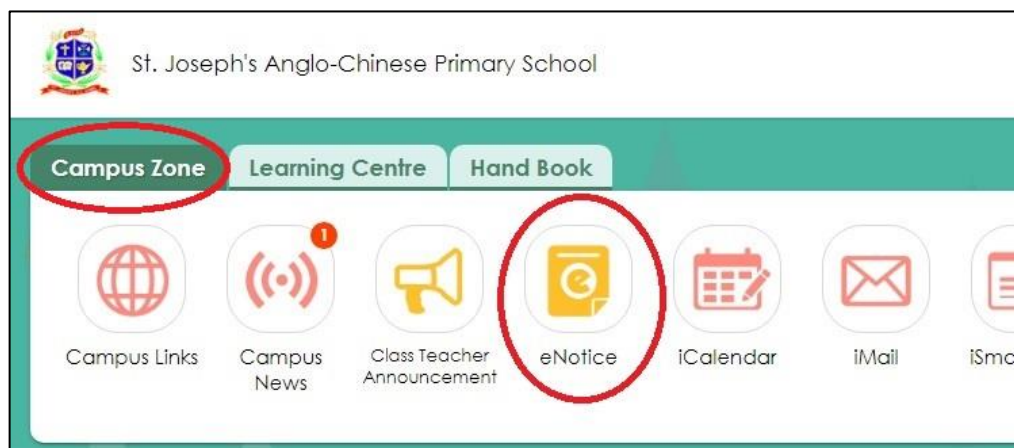 St. Joseph's Anglo-Chinese Primary School
Campus Zone
Learning Centre
Hand Book
1
Campus Links
Campus
News
Class Teacher
Announcement
eNotice
iCalendar
iMail